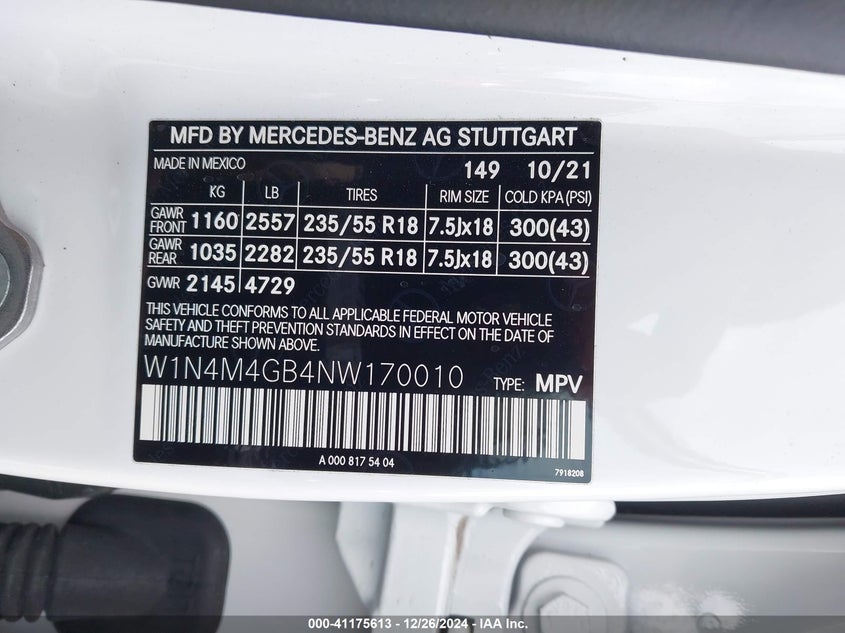 MFD BY MERCEDES-BENZ AG STUTTGART
MADE IN MEXICO 149 10/21
KG LB TIRES RIM SIZE COLD KPA (PSI)
GAWR FRONT 1160 2557 235/55 R18 7.5Jx18 300(43)
GAWR REAR 1035 2282 235/55 R18 7.5Jx18 300(43)
GVWR 2145 4729
THIS VEHICLE CONFORMS TO ALL APPLICABLE FEDERAL MOTOR VEHICLE
SAFETY AND THEFT PREVENTION STANDARDS IN EFFECT ON THE DATE OF
MANUFACTURE SHOWN ABOVE.
W1N4M4GB4NW170010 TYPE: MPV
A 000 817 54 04
7918208
000-41175613 - 12/26/2024 - IAA Inc.